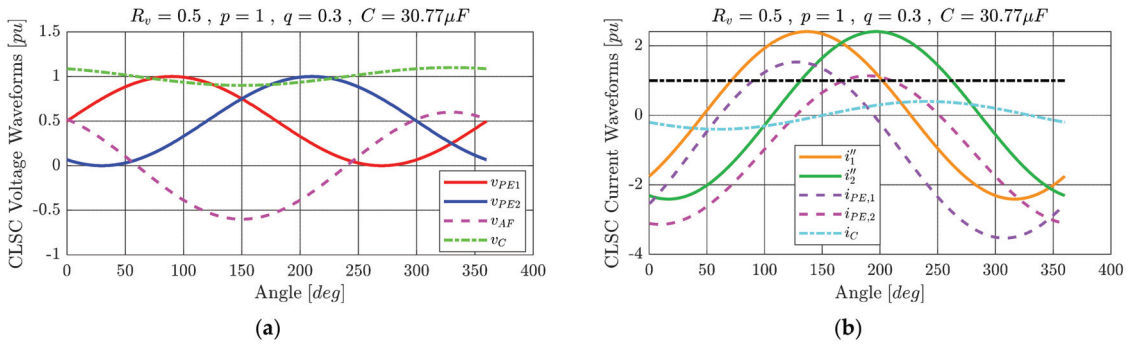 R_v = 0.5 , p = 1 , q = 0.3 , C = 30.77μF
CLSC Voltage Waveforms [pu]
1.5
1
0.5
0
-0.5
1
v_PE1
v_PE2
v_AF
v_C
0 50 100 150 200 250 300 350 400
Angle [deg]
(a)
R_v = 0.5 , p = 1 , q = 0.3 , C = 30.77μF
CLSC Current Waveforms [pu]
2
0
-2
-4
i''_1
i''_2
i_PE,1
i_PE,2
i_C
0 50 100 150 200 250 300 350 400
Angle [deg]
(b)